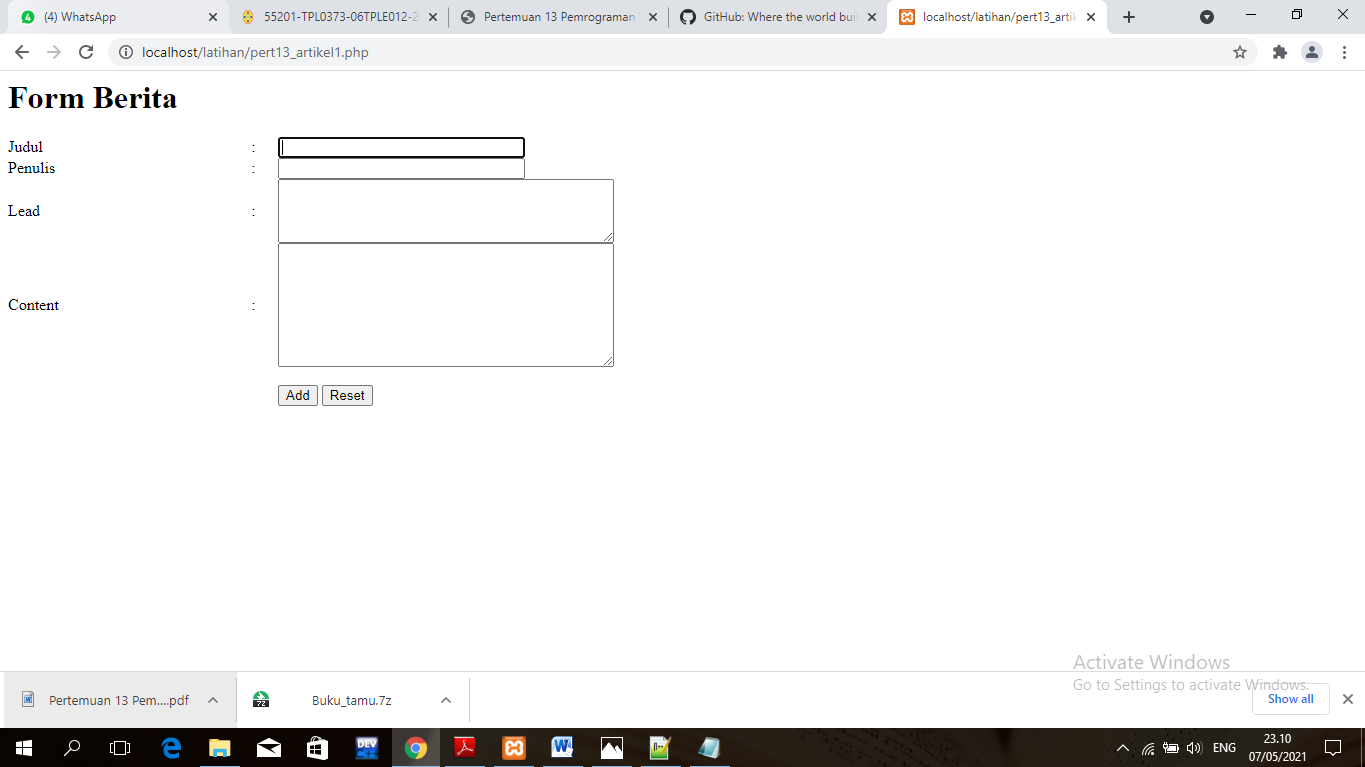 (4) WhatsApp
55201-TPL0373-06TPLE012-2
Pertemuan 13 Pemrograman
GitHub: Where the world buil
localhost/latihan/pert13_artik
localhost/latihan/pert13_artikel1.php
Form Berita
Judul :
Penulis :
Lead :
Content :
Add Reset
Activate Windows
Go to Settings to activate Windows.
Pertemuan 13 Pem....pdf
Buku_tamu.7z
Show all
ENG
23.10
07/05/2021